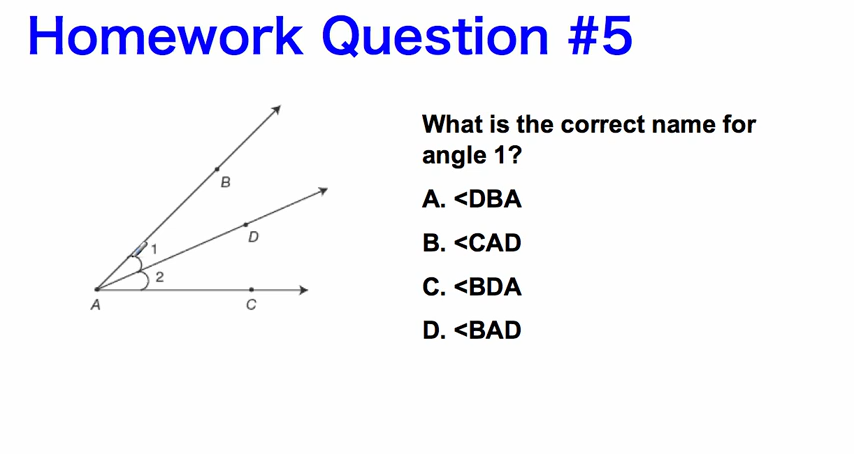 Homework Question #5
What is the correct name for
angle 1?
A. <DBA
B. <CAD
C. <BDA
D. <BAD
B
1
D
2
A
C